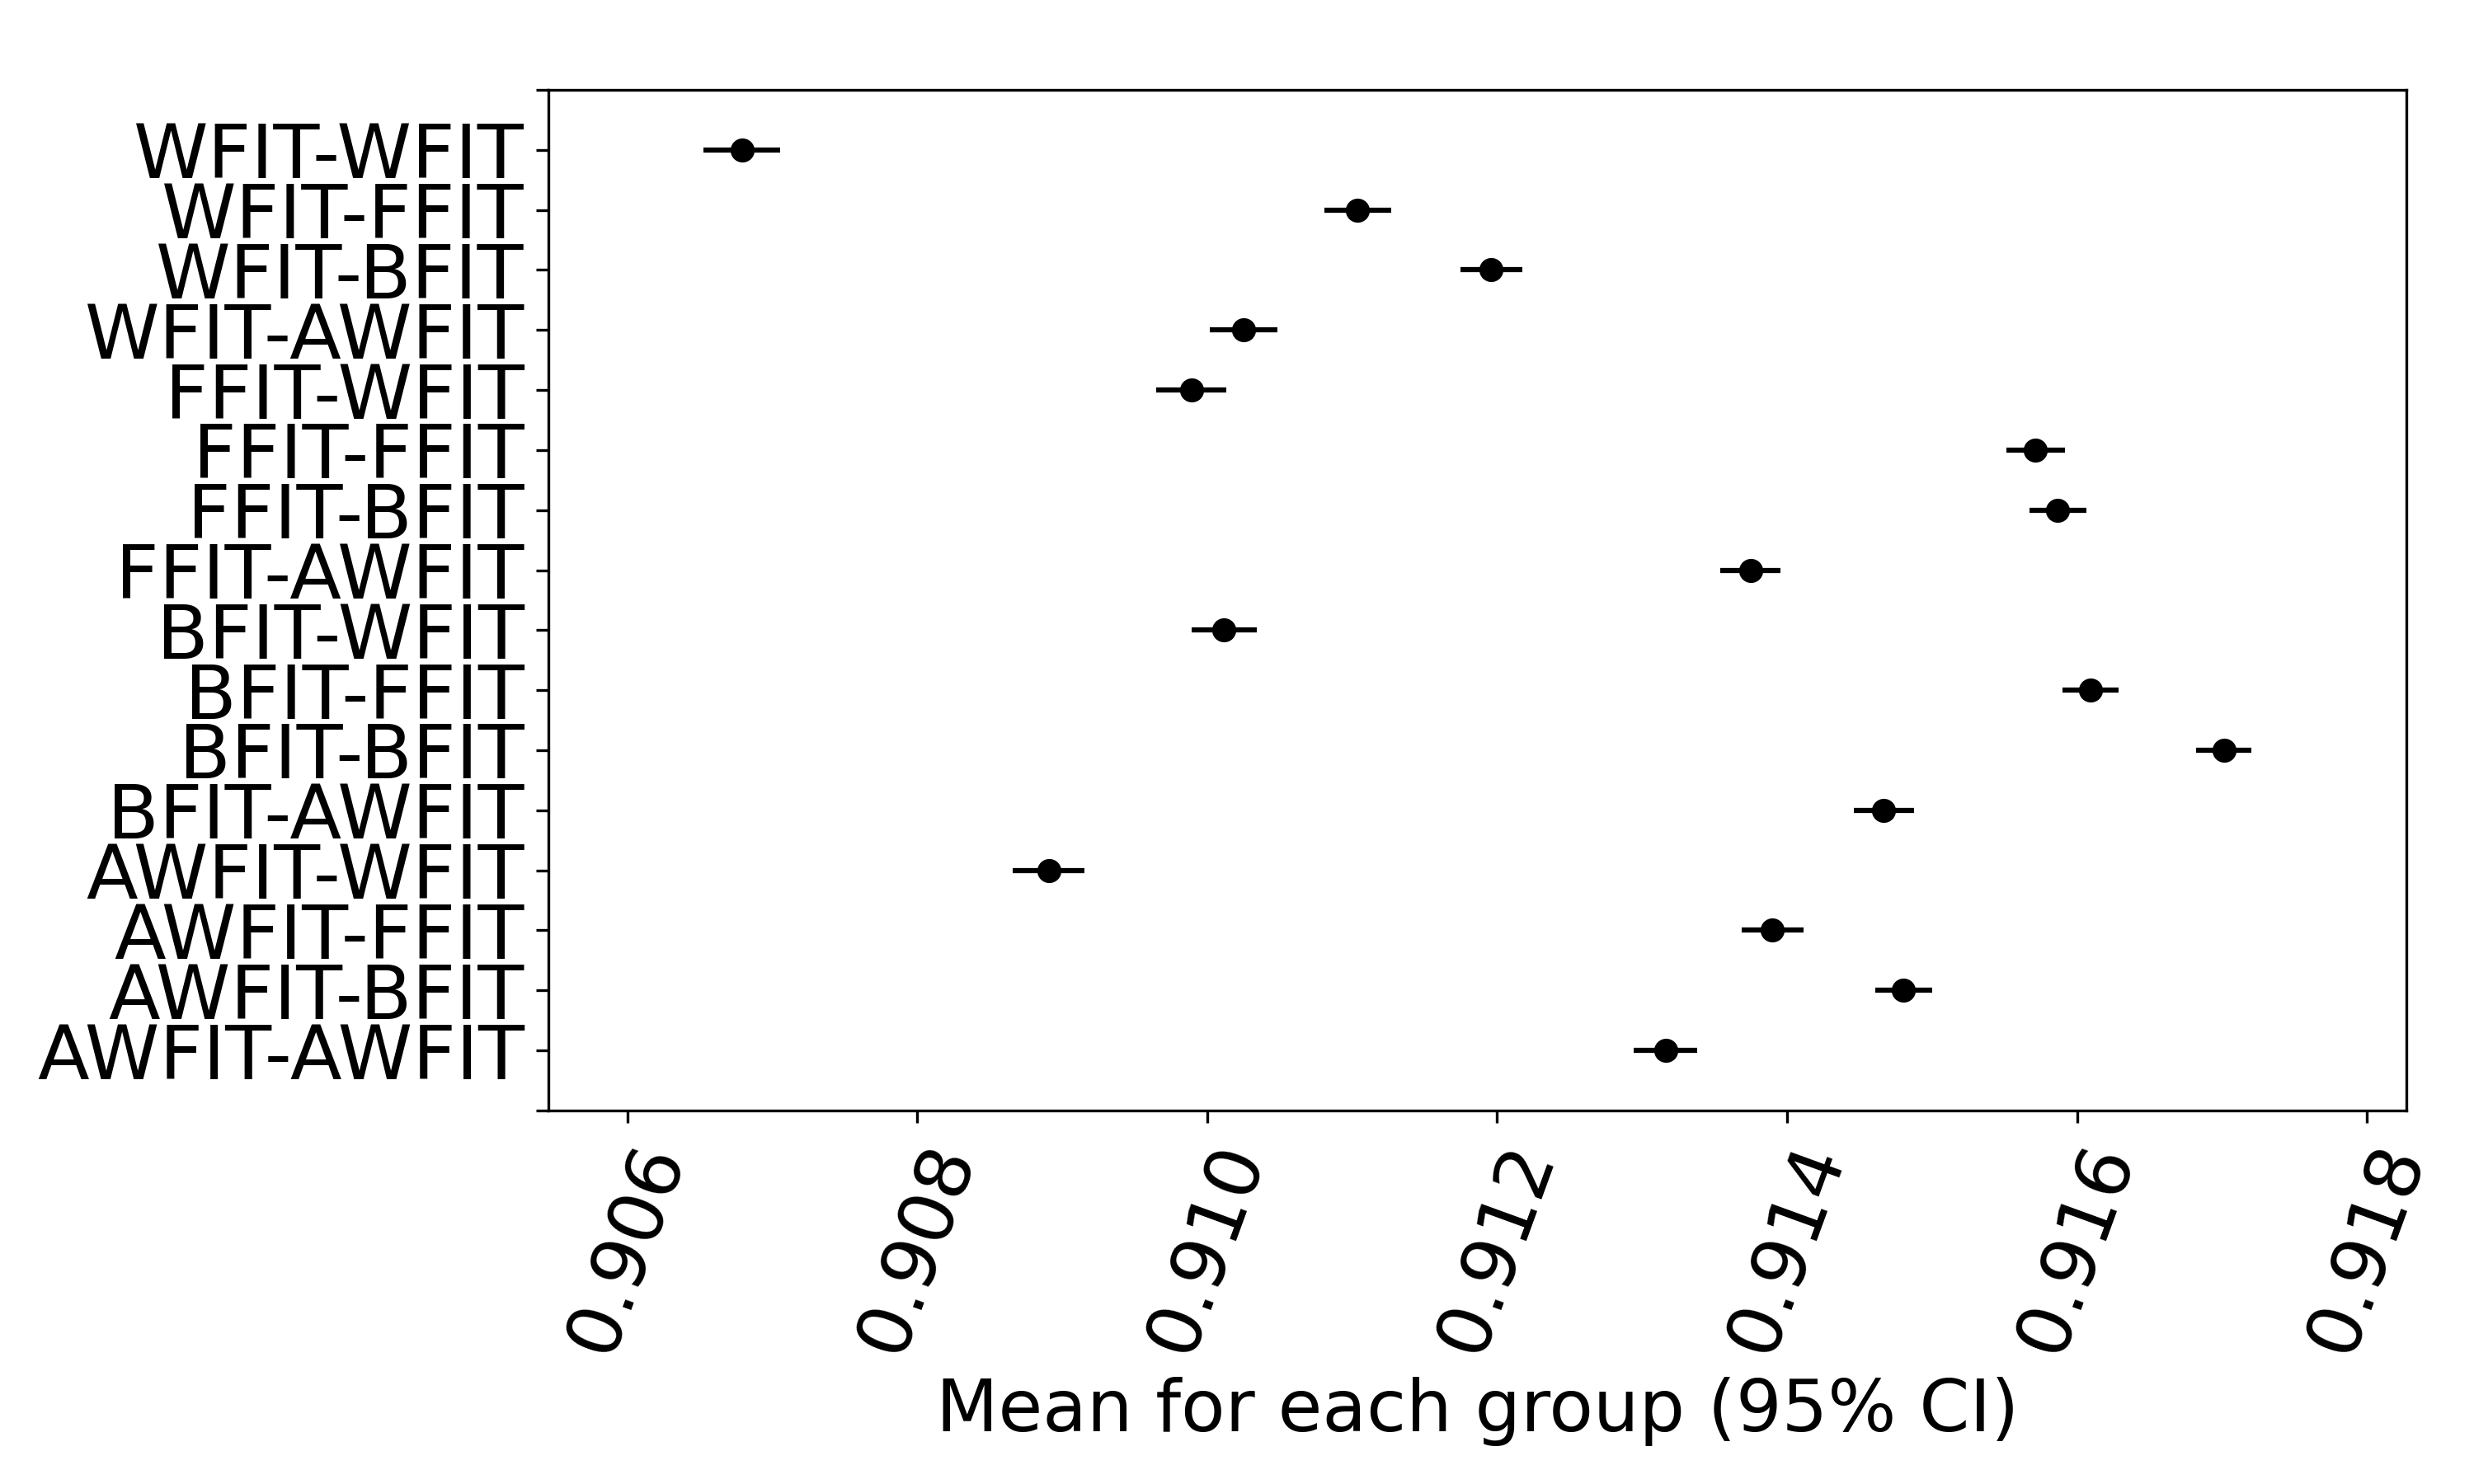 WFIT-WFIT
WFIT-FFIT
WFIT-BFIT
WFIT-AWFIT
FFIT-WFIT
FFIT-FFIT
FFIT-BFIT
FFIT-AWFIT
BFIT-WFIT
BFIT-FFIT
BFIT-BFIT
BFIT-AWFIT
AWFIT-WFIT
AWFIT-FFIT
AWFIT-BFIT
AWFIT-AWFIT
0.906
0.908
0.910
0.912
0.914
0.916
0.918
Mean for each group (95% CI)